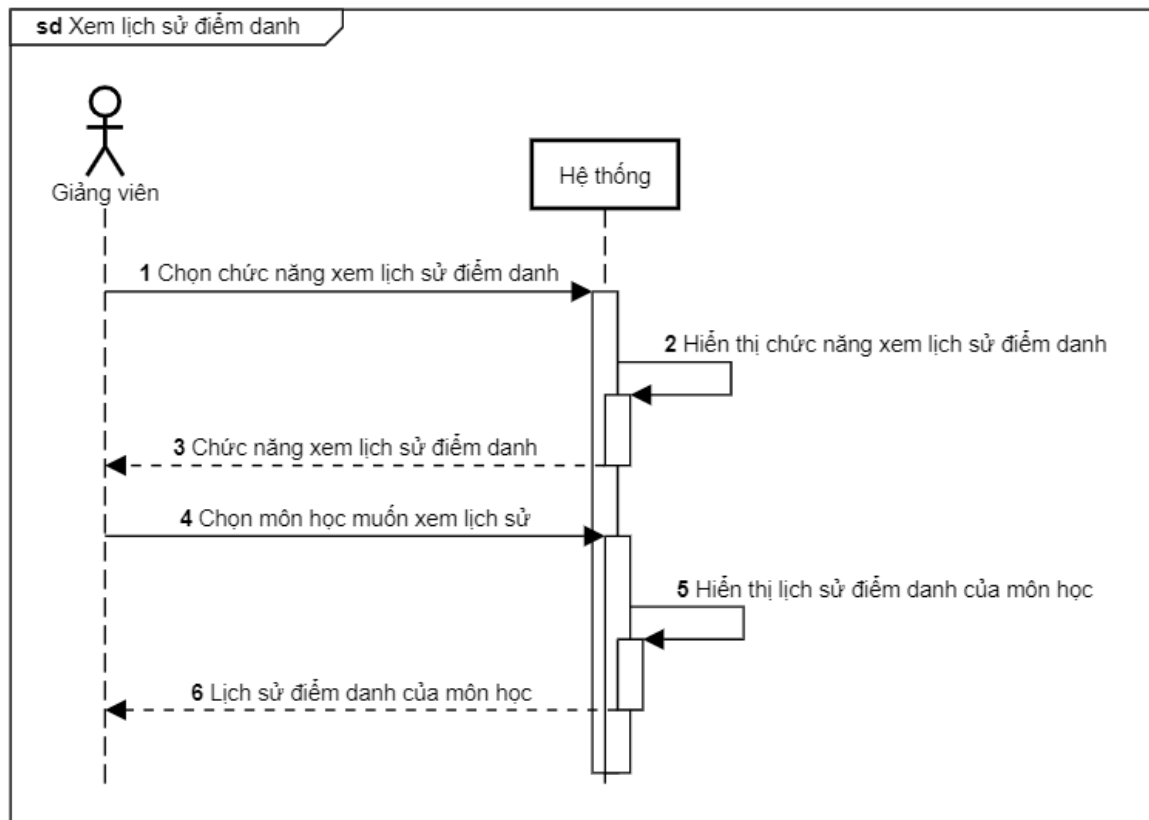 sd Xem lịch sử điểm danh
Giảng viên
Hệ thống
1 Chọn chức năng xem lịch sử điểm danh
2 Hiển thị chức năng xem lịch sử điểm danh
3 Chức năng xem lịch sử điểm danh
4 Chọn môn học muốn xem lịch sử
5 Hiển thị lịch sử điểm danh của môn học
6 Lịch sử điểm danh của môn học